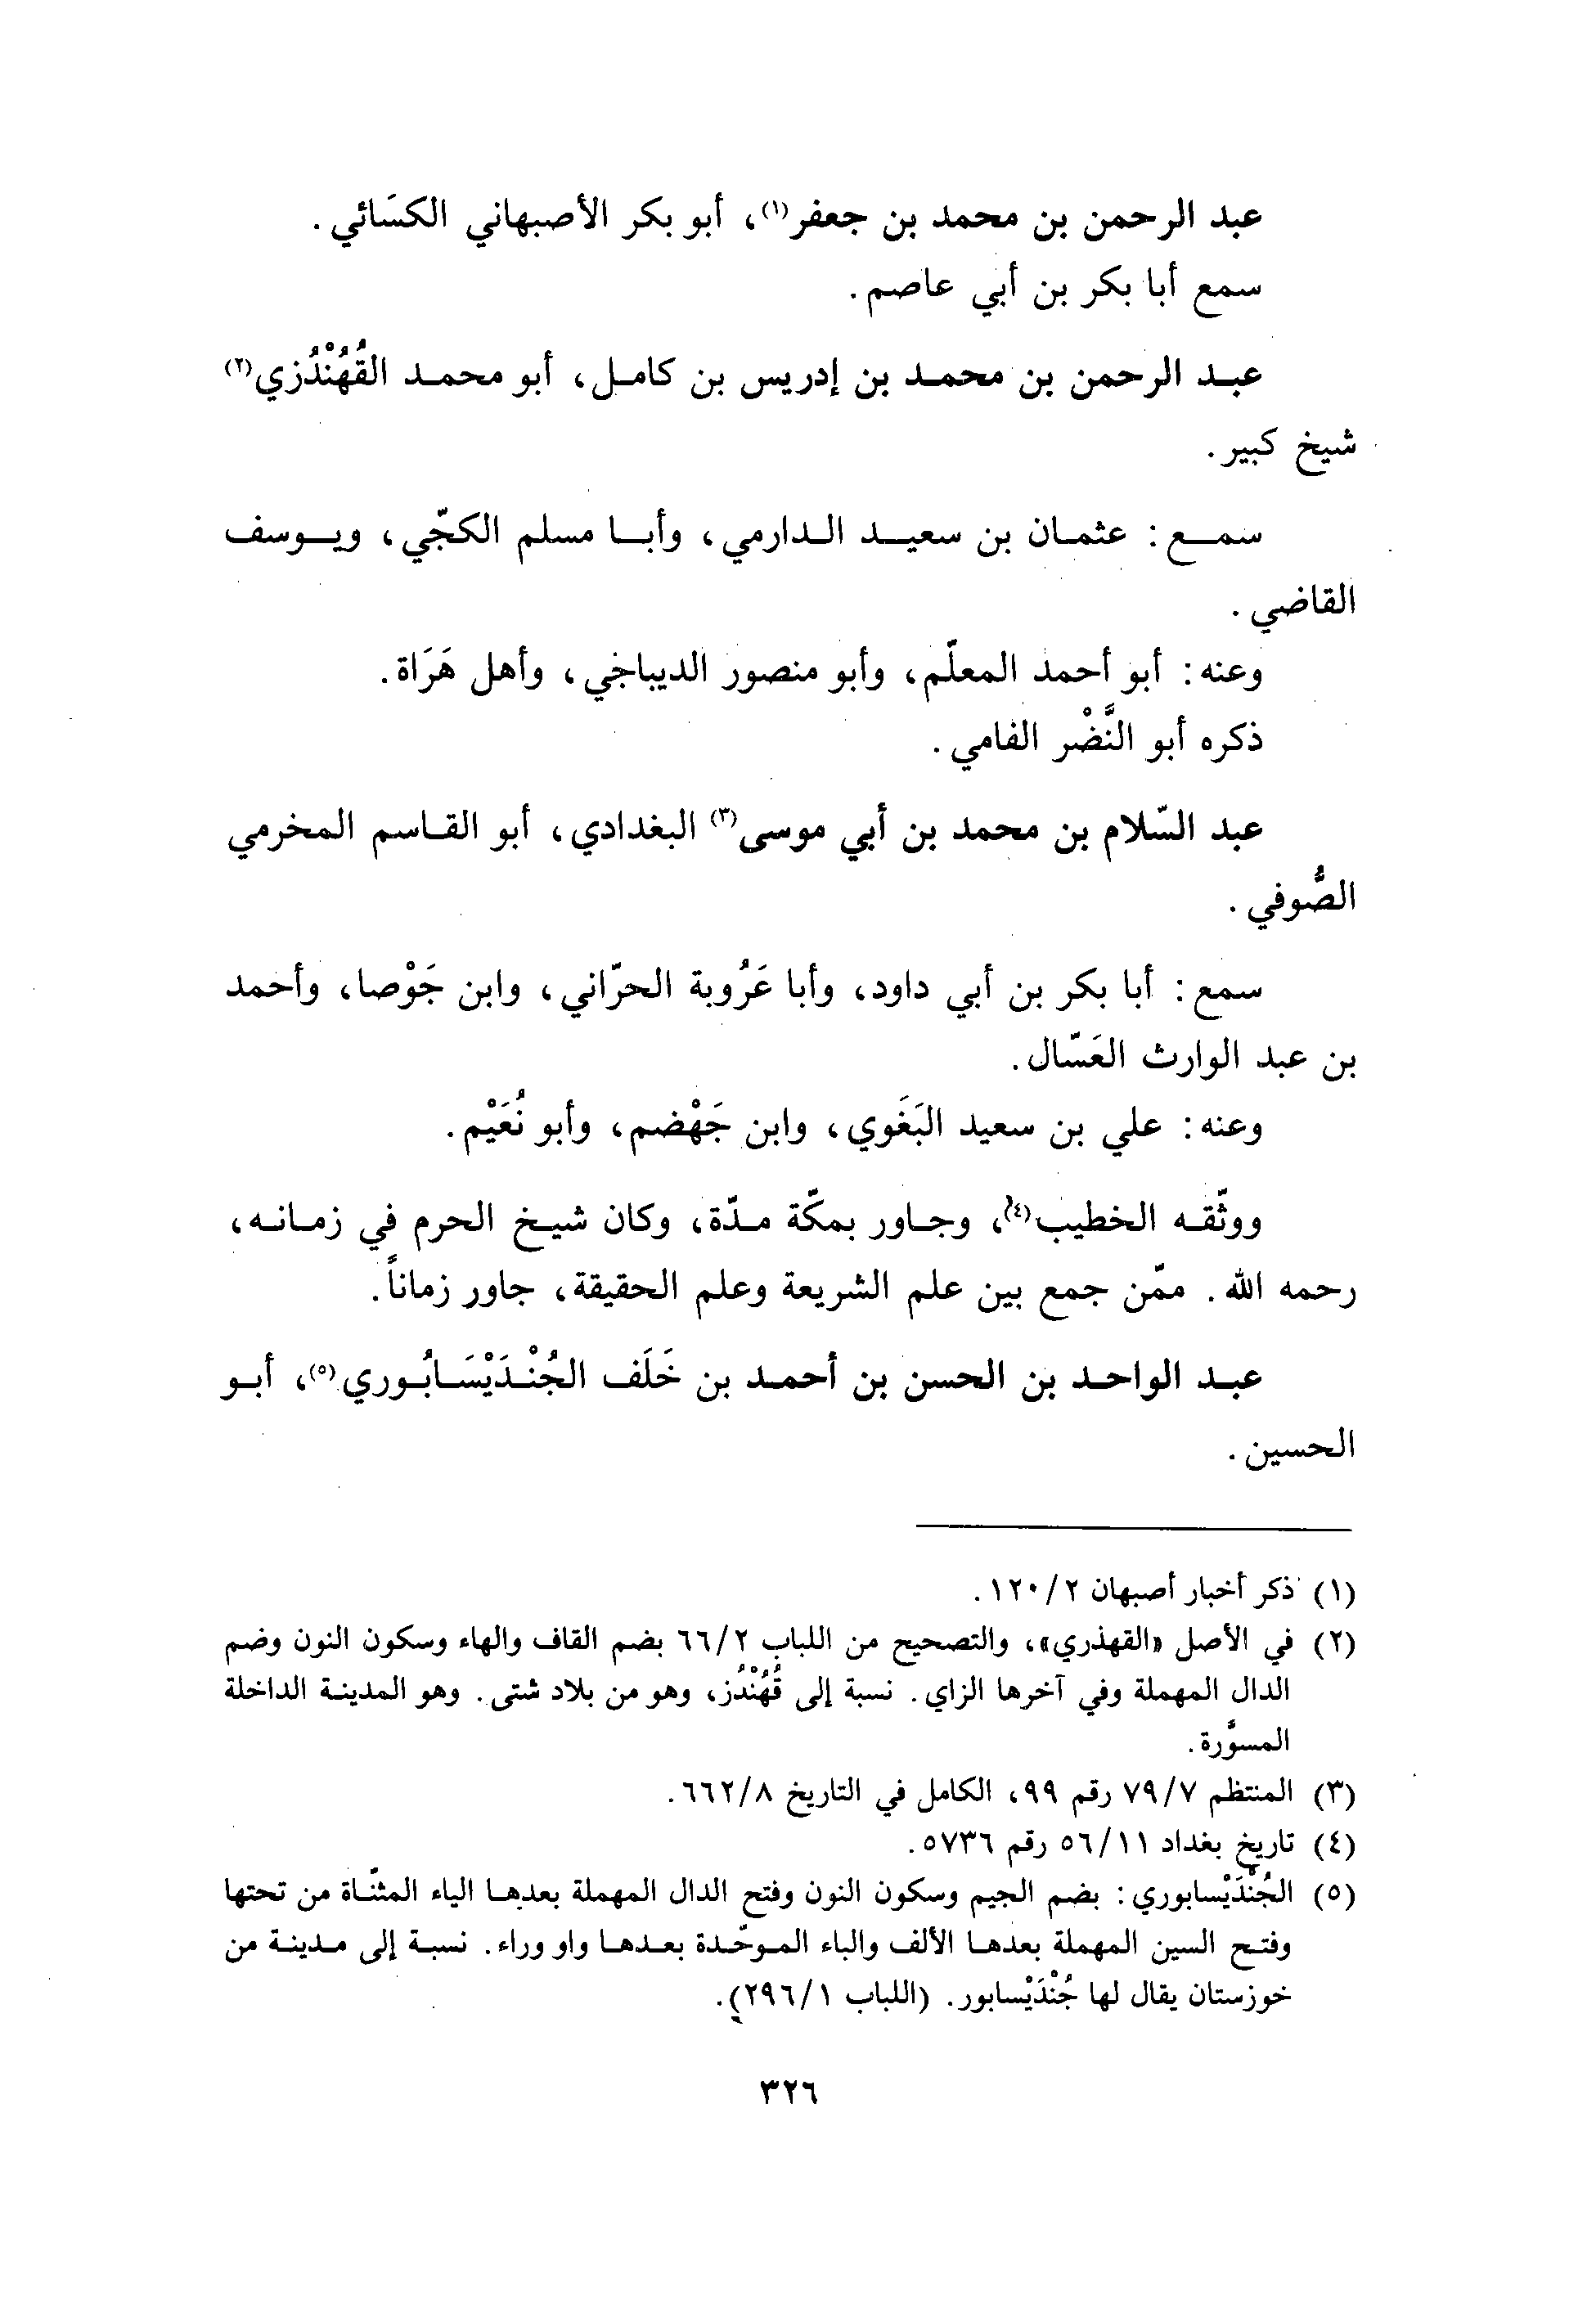 عبد الرحمن بن محمد بن جعفر(١)، أبو بكر الأصبهاني الكسَائي.
سمع أبا بكر بن أبي عاصم.
عبد الرحمن بن محمد بن إدريس بن كامل، أبو محمد القُهُنْدُزي(٢)
شيخ كبير.
سمع: عثمان بن سعيد الدارمي، وأبا مسلم الكجّي، ويوسف
القاضي.
وعنه: أبو أحمد المعلّم، وأبو منصور الديباجي، وأهل هَرَاة.
ذكره أبو النَّضْر الفامي.
عبد السّلام بن محمد بن أبي موسى(٣) البغدادي، أبو القاسم المخرمي
الصُّوفي.
سمع: أبا بكر بن أبي داود، وأبا عَرُوبة الحرّاني، وابن جَوْصا، وأحمد
بن عبد الوارث العَسّال.
وعنه: علي بن سعيد البَغَوي، وابن جَهْضم، وأبو نُعَيْم.
ووثّقه الخطيب(٤)، وجاور بمكّة مدّة، وكان شيخ الحرم في زمانه،
رحمه الله. ممّن جمع بين علم الشريعة وعلم الحقيقة، جاور زماناً.
عبد الواحد بن الحسن بن أحمد بن خَلَف الجُنْدَيْسَابُوري(٥)، أبو
الحسين.
(١) ذكر أخبار أصبهان ١٢٠/٢.
(٢) في الأصل «القهذري»، والتصحيح من اللباب ٦٦/٢ بضم القاف والهاء وسكون النون وضم
الدال المهملة وفي آخرها الزاي. نسبة إلى قُهُنْدُز، وهو من بلاد شتى. وهو المدينة الداخلة
المسوَّرة.
(٣) المنتظم ٧٩/٧ رقم ٩٩، الكامل في التاريخ ٦٦٢/٨.
(٤) تاريخ بغداد ٥٦/١١ رقم ٥٧٣٦.
(٥) الجُنْدَيْسابوري: بضم الجيم وسكون النون وفتح الدال المهملة بعدها الياء المثنّاة من تحتها
وفتح السين المهملة بعدها الألف والباء الموحّدة بعدها واو وراء. نسبة إلى مدينة من
خوزستان يقال لها جُنْدَيْسابور. (اللباب ٢٩٦/١).
٣٢٦